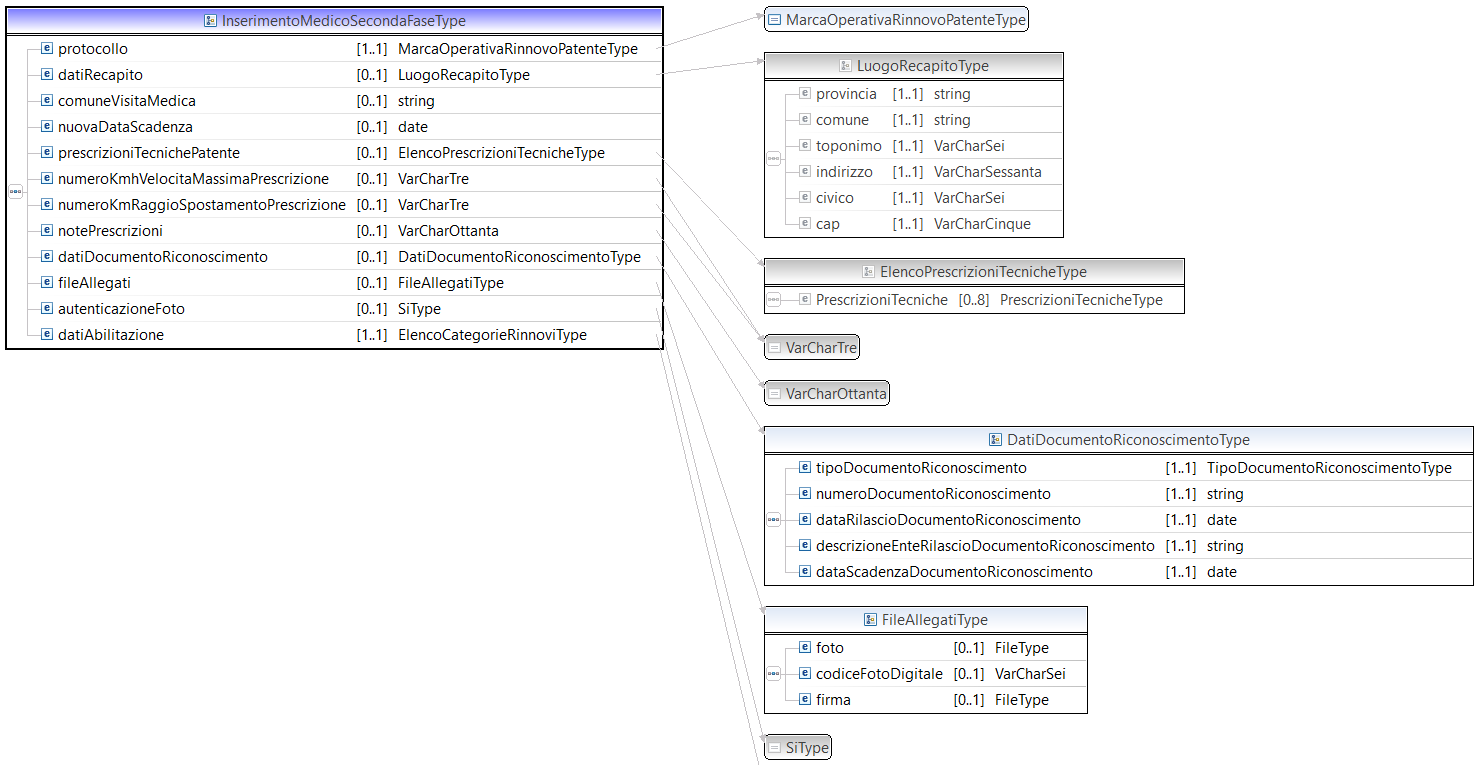 InserimentoMedicoSecondaFaseType
protocollo [1..1] MarcaOperativaRinnovoPatenteType
datiRecapito [0..1] LuogoRecapitoType
comuneVisitaMedica [0..1] string
nuovaDataScadenza [0..1] date
prescrizioniTecnichePatente [0..1] ElencoPrescrizioniTecnicheType
numeroKmhVelocitaMassimaPrescrizione [0..1] VarCharTre
numeroKmRaggioSpostamentoPrescrizione [0..1] VarCharTre
notePrescrizioni [0..1] VarCharOttanta
datiDocumentoRiconoscimento [0..1] DatiDocumentoRiconoscimentoType
fileAllegati [0..1] FileAllegatiType
autenticazioneFoto [0..1] SiType
datiAbilitazione [1..1] ElencoCategorieRinnoviType
MarcaOperativaRinnovoPatenteType
LuogoRecapitoType
provincia [1..1] string
comune [1..1] string
toponimo [1..1] VarCharSei
indirizzo [1..1] VarCharSessanta
civico [1..1] VarCharSei
cap [1..1] VarCharCinque
ElencoPrescrizioniTecnicheType
PrescrizioniTecniche [0..8] PrescrizioniTecnicheType
VarCharTre
VarCharOttanta
DatiDocumentoRiconoscimentoType
tipoDocumentoRiconoscimento [1..1] TipoDocumentoRiconoscimentoType
numeroDocumentoRiconoscimento [1..1] string
dataRilascioDocumentoRiconoscimento [1..1] date
descrizioneEnteRilascioDocumentoRiconoscimento [1..1] string
dataScadenzaDocumentoRiconoscimento [1..1] date
FileAllegatiType
foto [0..1] FileType
codiceFotoDigitale [0..1] VarCharSei
firma [0..1] FileType
SiType